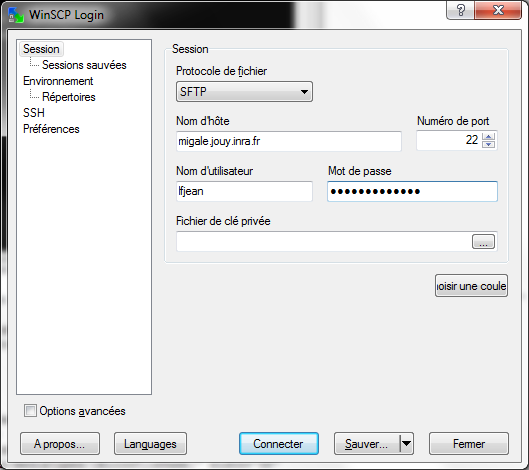 WinSCP Login
Session
Sessions sauvées
Environnement
Répertoires
SSH
Préférences
Session
Protocole de fichier
SFTP
Nom d'hôte
Numéro de port
migale.jouy.inra.fr
22
Nom d'utilisateur
Mot de passe
lfjean
●●●●●●●●●●●●●
Fichier de clé privée
...
hoisir une coule
Options avancées
A propos...
Languages
Connecter
Sauver...
Fermer